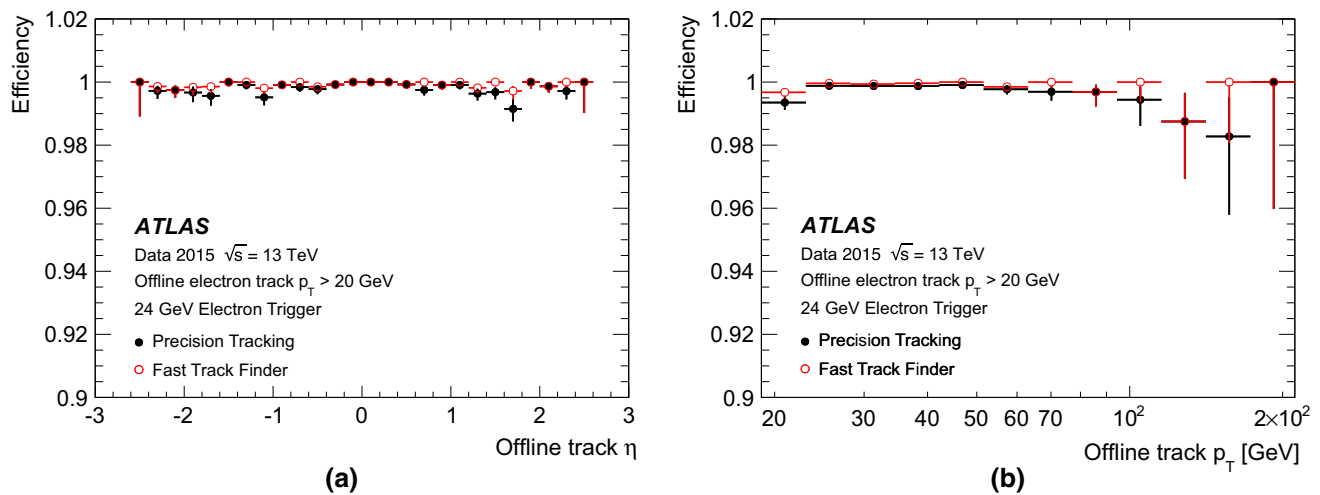 Efficiency
1.02
1
0.98
0.96
0.94
0.92
0.9
ATLAS
Data 2015 √s = 13 TeV
Offline electron track p_T > 20 GeV
24 GeV Electron Trigger
Precision Tracking
Fast Track Finder
-3 -2 -1 0 1 2 3
Offline track η
(a)
Efficiency
1.02
1
0.98
0.96
0.94
0.92
0.9
ATLAS
Data 2015 √s = 13 TeV
Offline electron track p_T > 20 GeV
24 GeV Electron Trigger
Precision Tracking
Fast Track Finder
20 30 40 50 60 70 10² 2×10²
Offline track p_T [GeV]
(b)